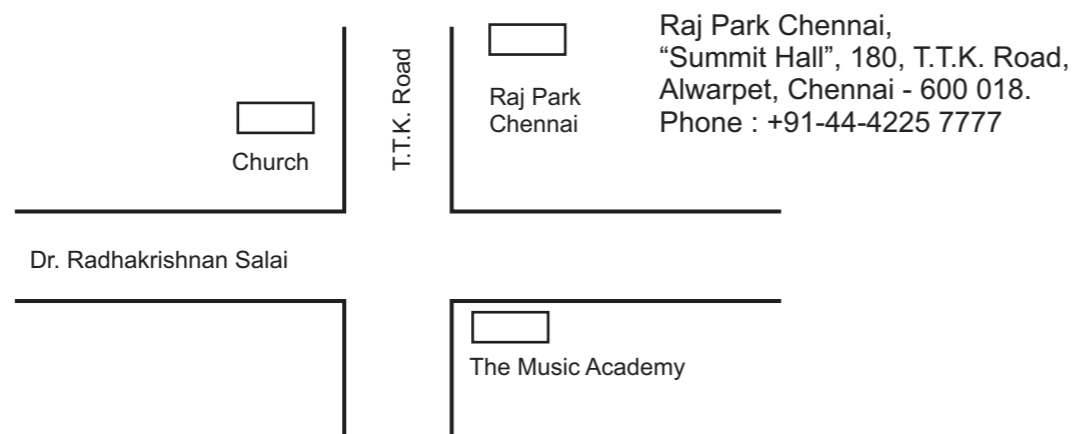 Raj Park Chennai,
“Summit Hall”, 180, T.T.K. Road,
Alwarpet, Chennai - 600 018.
Phone : +91-44-4225 7777
T.T.K. Road
Raj Park
Chennai
Church
Dr. Radhakrishnan Salai
The Music Academy